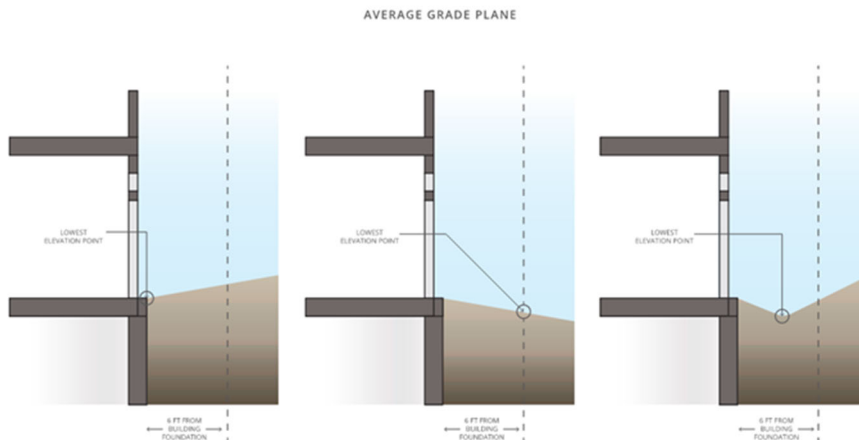 AVERAGE GRADE PLANE
LOWEST
ELEVATION POINT
LOWEST
ELEVATION POINT
LOWEST
ELEVATION POINT
6 FT FROM
BUILDING
FOUNDATION
6 FT FROM
BUILDING
FOUNDATION
6 FT FROM
BUILDING
FOUNDATION